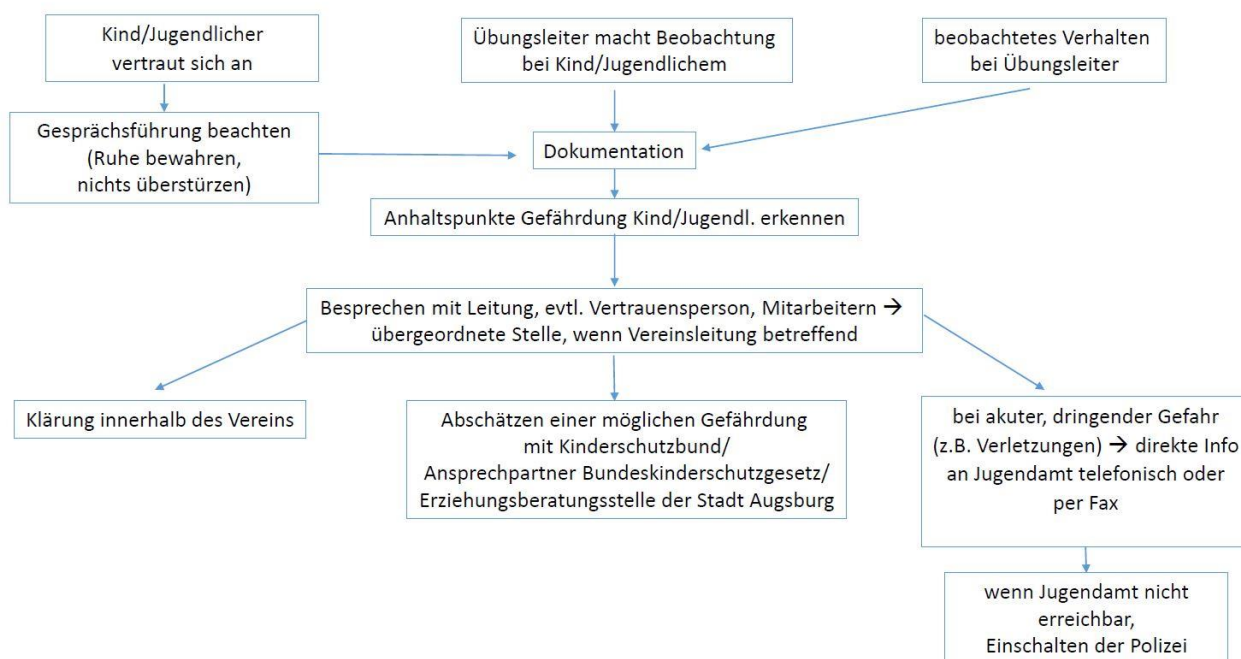 Kind/Jugendlicher
vertraut sich an
Übungsleiter macht Beobachtung
bei Kind/Jugendlichem
beobachtetes Verhalten
bei Übungsleiter
Gesprächsführung beachten
(Ruhe bewahren,
nichts überstürzen)
Dokumentation
Anhaltspunkte Gefährdung Kind/Jugendl. erkennen
Besprechen mit Leitung, evtl. Vertrauensperson, Mitarbeitern →
übergeordnete Stelle, wenn Vereinsleitung betreffend
Klärung innerhalb des Vereins
Abschätzen einer möglichen Gefährdung
mit Kinderschutzbund/
Ansprechpartner Bundeskinderschutzgesetz/
Erziehungsberatungsstelle der Stadt Augsburg
bei akuter, dringender Gefahr
(z.B. Verletzungen) → direkte Info
an Jugendamt telefonisch oder
per Fax
wenn Jugendamt nicht
erreichbar,
Einschalten der Polizei